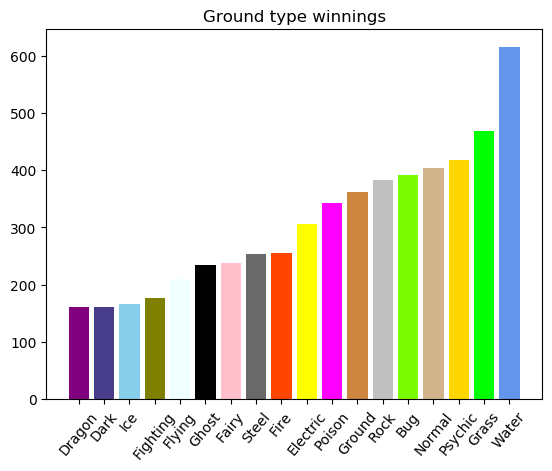 Ground type winnings
600
500
400
300
200
100
0
Dragon
Dark
Ice
Fighting
Flying
Ghost
Fairy
Steel
Fire
Electric
Poison
Ground
Rock
Bug
Normal
Psychic
Grass
Water